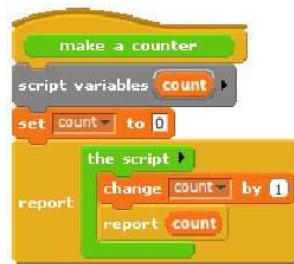 make a counter
script variables count
set count to 0
the script
change count by 1
report
report count